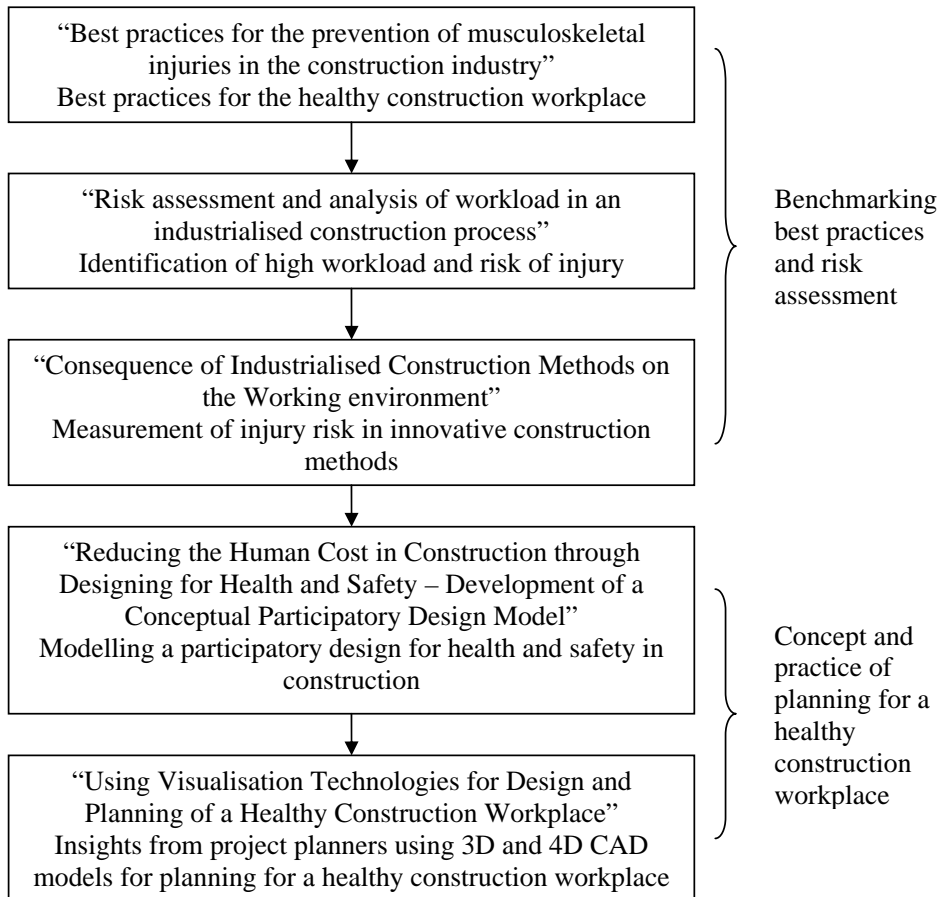 “Best practices for the prevention of musculoskeletal
injuries in the construction industry”
Best practices for the healthy construction workplace
“Risk assessment and analysis of workload in an
industrialised construction process”
Identification of high workload and risk of injury
“Consequence of Industrialised Construction Methods on
the Working environment”
Measurement of injury risk in innovative construction
methods
Benchmarking
best practices
and risk
assessment
“Reducing the Human Cost in Construction through
Designing for Health and Safety – Development of a
Conceptual Participatory Design Model”
Modelling a participatory design for health and safety in
construction
“Using Visualisation Technologies for Design and
Planning of a Healthy Construction Workplace”
Insights from project planners using 3D and 4D CAD
models for planning for a healthy construction workplace
Concept and
practice of
planning for a
healthy
construction
workplace